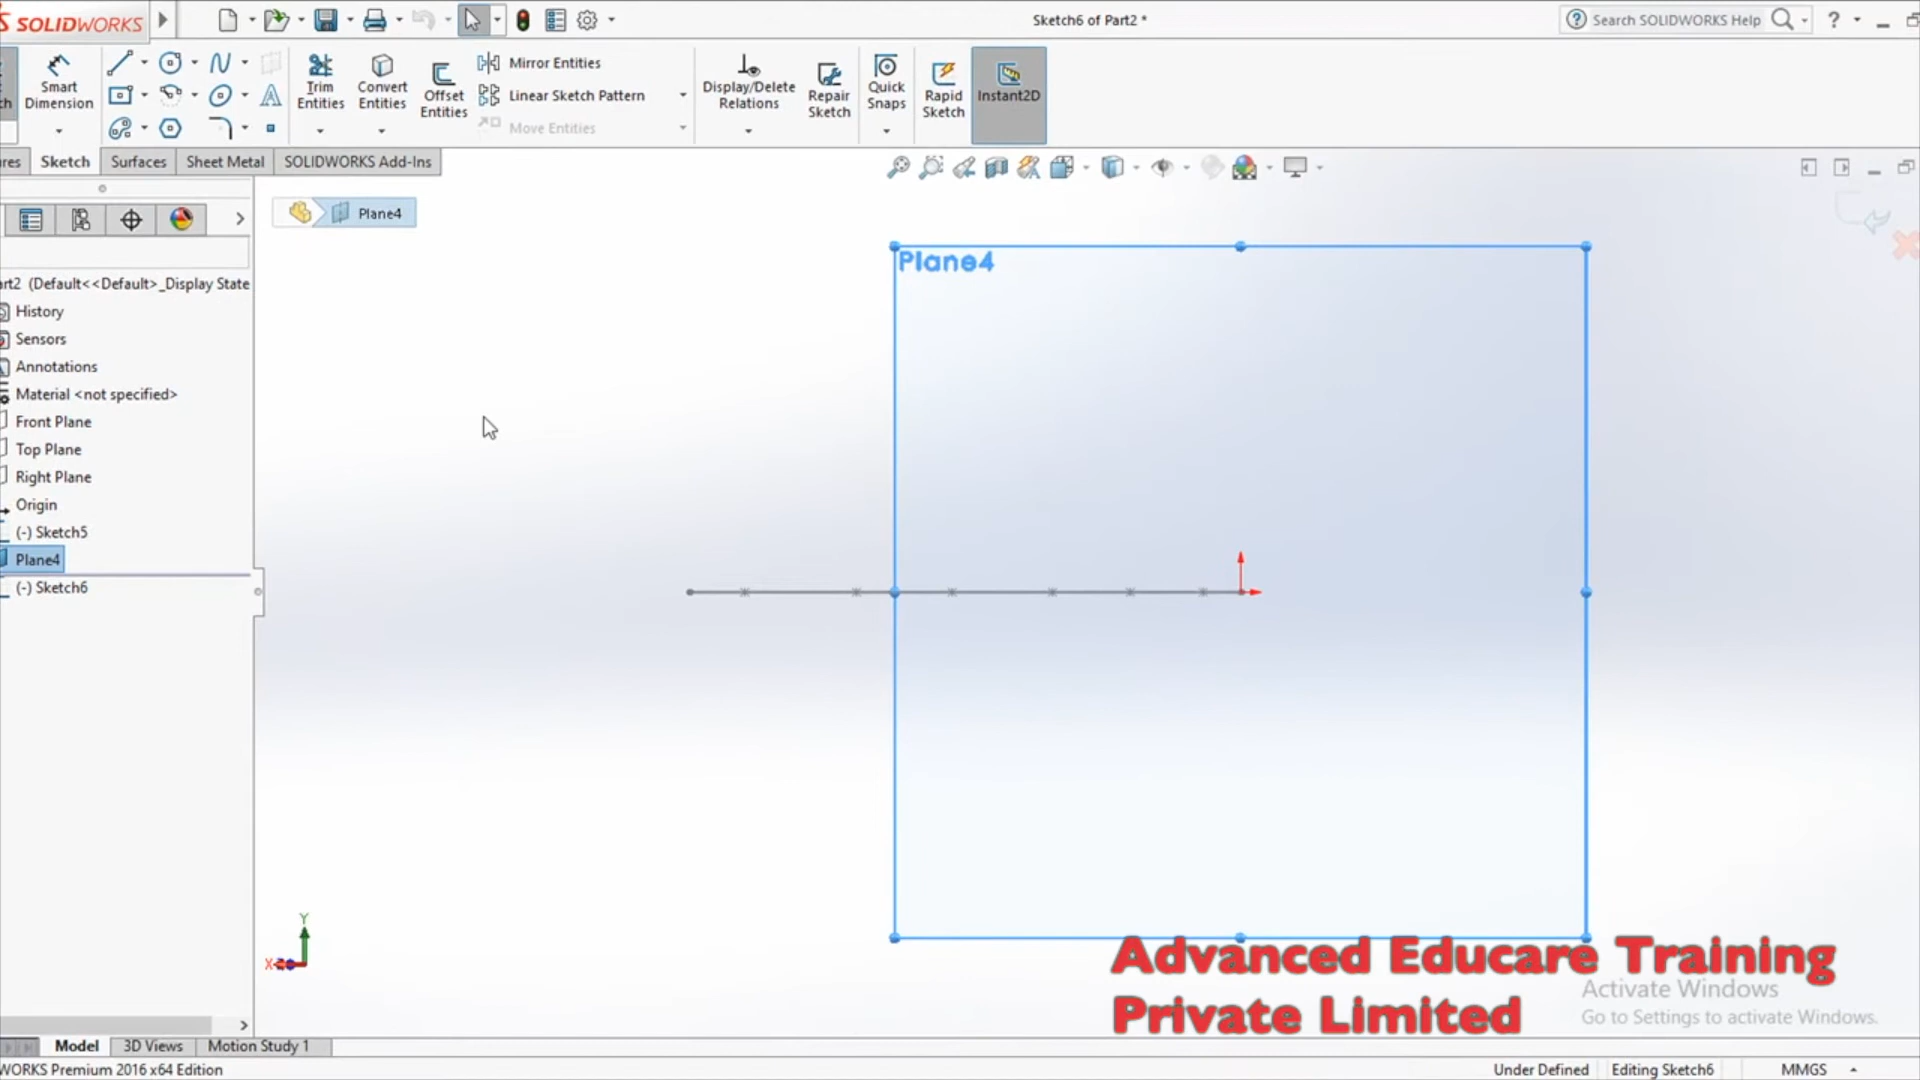 SOLIDWORKS
Sketch6 of Part2 *
Search SOLIDWORKS Help
?
Smart Dimension
Trim Entities
Convert Entities
Offset Entities
Mirror Entities
Linear Sketch Pattern
Move Entities
Display/Delete Relations
Repair Sketch
Quick Snaps
Rapid Sketch
Instant2D
Sketch
Surfaces
Sheet Metal
SOLIDWORKS Add-Ins
Plane4
Plane4
(Default<<Default>_Display State
History
Sensors
Annotations
Material <not specified>
Front Plane
Top Plane
Right Plane
Origin
(-) Sketch5
Plane4
(-) Sketch6
Y
X
Advanced Educare Training
Private Limited
Activate Windows
Go to Settings to activate Windows.
Model
3D Views
Motion Study 1
WORKS Premium 2016 x64 Edition
Under Defined
Editing Sketch6
MMGS